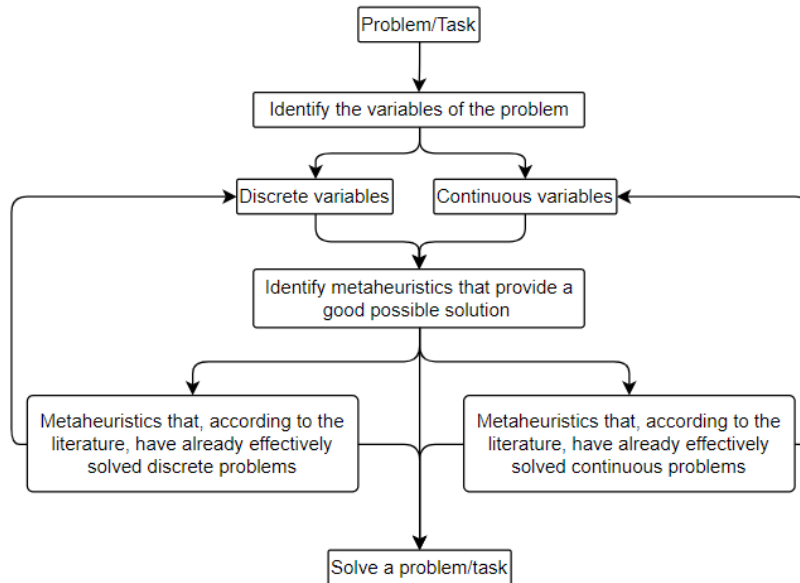 Problem/Task
Identify the variables of the problem
Discrete variables
Continuous variables
Identify metaheuristics that provide a
good possible solution
Metaheuristics that, according to the
literature, have already effectively
solved discrete problems
Metaheuristics that, according to the
literature, have already effectively
solved continuous problems
Solve a problem/task